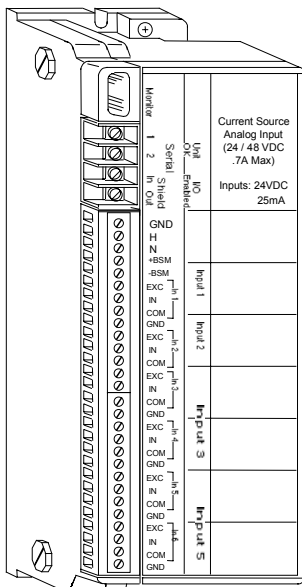 Monitor
1
2
Serial
Shield
In Out
Unit
OK
I/O
Enabled
Current Source
Analog Input
(24 / 48 VDC
.7A Max)
Inputs: 24VDC
25mA
GND
H
N
+BSM
-BSM
EXC
IN
COM
In 1
GND
EXC
IN
COM
In 2
GND
EXC
IN
COM
In 3
GND
EXC
IN
COM
In 4
GND
EXC
IN
COM
In 5
GND
EXC
IN
COM
In 6
GND
Input 1
Input 2
Input 3
Input 5